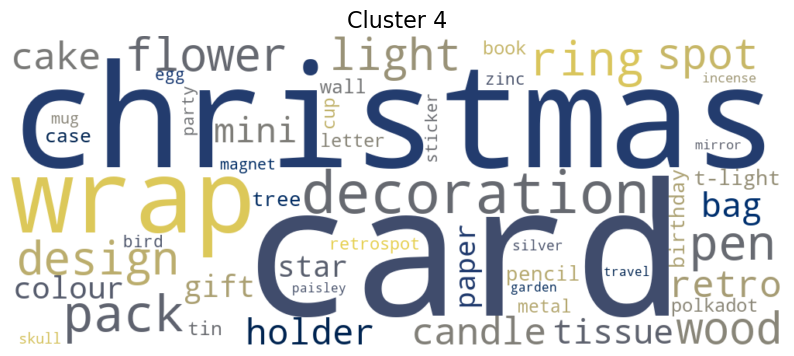 Cluster 4
cake flower light book ring spot
egg zinc incense
christmas
mug party mini wall cup letter sticker mirror
case
magnet
wrap tree decoration birthday t-light
bag
card
design bird retrospot paper silver pen
colour star pencil travel retro
gift paisley garden
pack tin metal polkadot
skull holder candle tissue wood